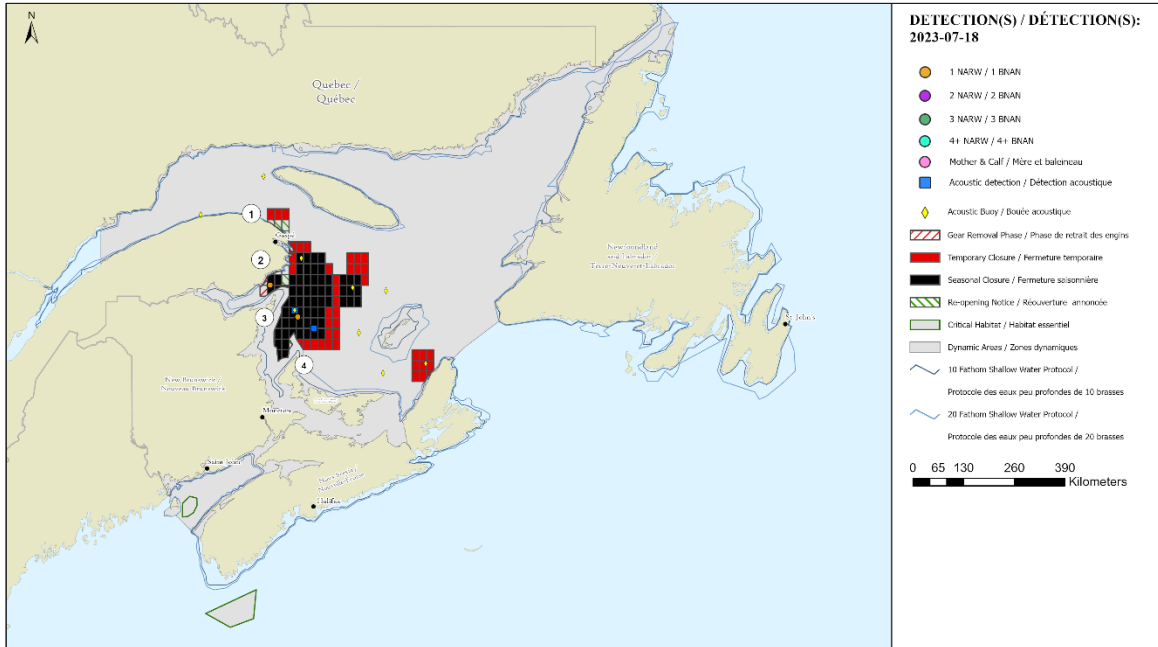 N
Quebec /
Québec
1
Gaspé
2
3
4
Newfoundland
and Labrador /
Terre-Neuve-et-Labrador
St. John's
New Brunswick /
Nouveau-Brunswick
Moncton
Saint John
Nova Scotia /
Nouvelle-Écosse
Halifax
DETECTION(S) / DÉTECTION(S):
2023-07-18
1 NARW / 1 BNAN
2 NARW / 2 BNAN
3 NARW / 3 BNAN
4+ NARW / 4+ BNAN
Mother & Calf / Mère et baleineau
Acoustic detection / Détection acoustique
Acoustic Buoy / Bouée acoustique
Gear Removal Phase / Phase de retrait des engins
Temporary Closure / Fermeture temporaire
Seasonal Closure / Fermeture saisonnière
Re-opening Notice / Réouverture annoncée
Critical Habitat / Habitat essentiel
Dynamic Areas / Zones dynamiques
10 Fathom Shallow Water Protocol /
Protocole des eaux peu profondes de 10 brasses
20 Fathom Shallow Water Protocol /
Protocole des eaux peu profondes de 20 brasses
0 65 130 260 390
Kilometers